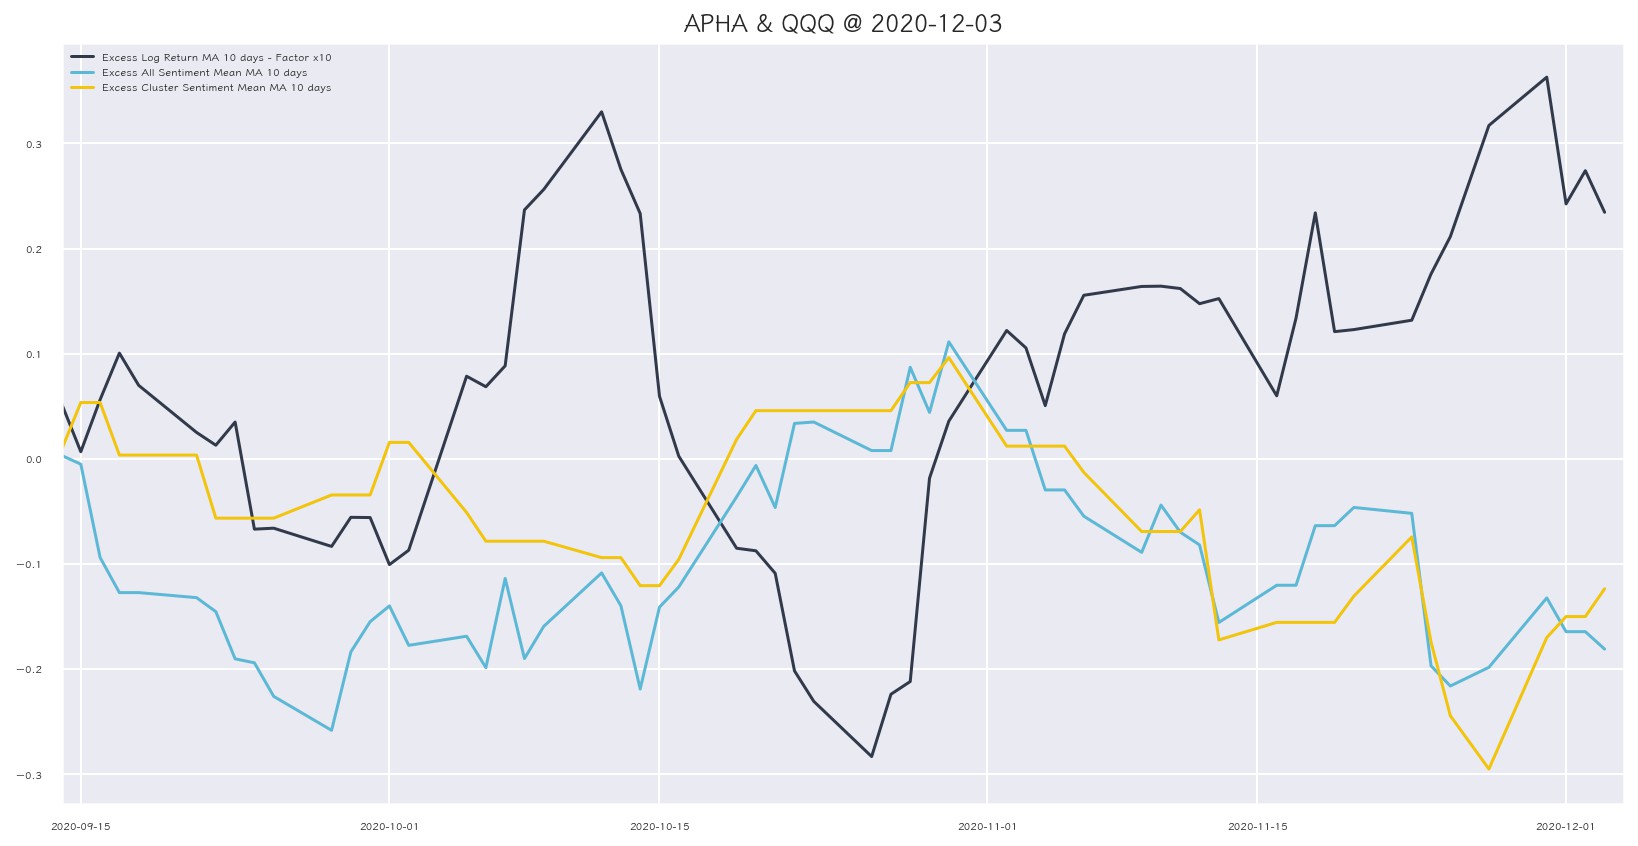 APHA & QQQ @ 2020-12-03
Excess Log Return MA 10 days - Factor x10
Excess All Sentiment Mean MA 10 days
Excess Cluster Sentiment Mean MA 10 days
0.3
0.2
0.1
0.0
−0.1
−0.2
−0.3
2020-09-15 2020-10-01 2020-10-15 2020-11-01 2020-11-15 2020-12-01